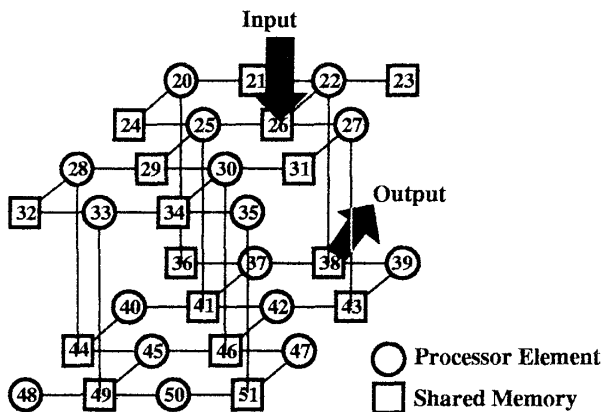 Input
20 21 22 23
24 25 26 27
28 29 30 31
32 33 34 35
Output
36 37 38 39
40 41 42 43
44 45 46 47
48 49 50 51
Processor Element
Shared Memory